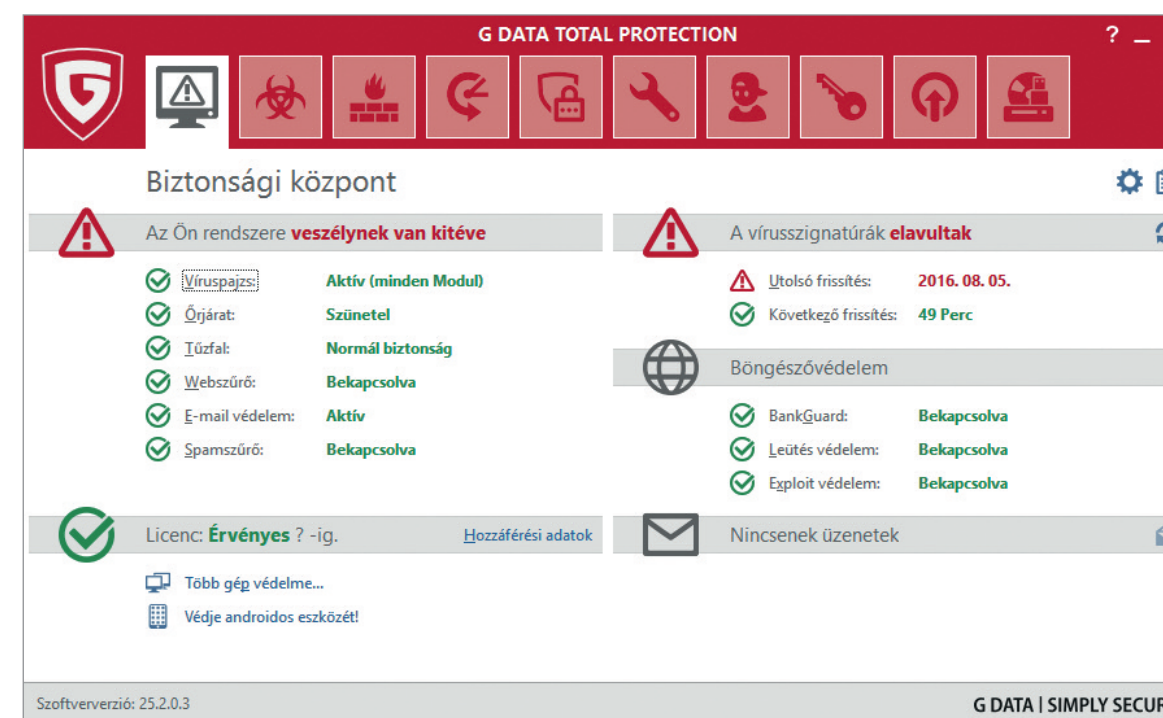 G DATA TOTAL PROTECTION
?
Biztonsági központ
Az Ön rendszere veszélynek van kitéve
Víruspajzs: Aktív (minden Modul)
Őrjárat: Szünetel
Tűzfal: Normál biztonság
Webszűrő: Bekapcsolva
E-mail védelem: Aktív
Spamszűrő: Bekapcsolva
Licenc: Érvényes ? -ig. Hozzáférési adatok
Több gép védelme...
Védje androidos eszközét!
A vírusszignatúrák elavultak
Utolsó frissítés: 2016. 08. 05.
Következő frissítés: 49 Perc
Böngészővédelem
BankGuard: Bekapcsolva
Leütés védelem: Bekapcsolva
Exploit védelem: Bekapcsolva
Nincsenek üzenetek
Szoftververzió: 25.2.0.3
G DATA | SIMPLY SECUR